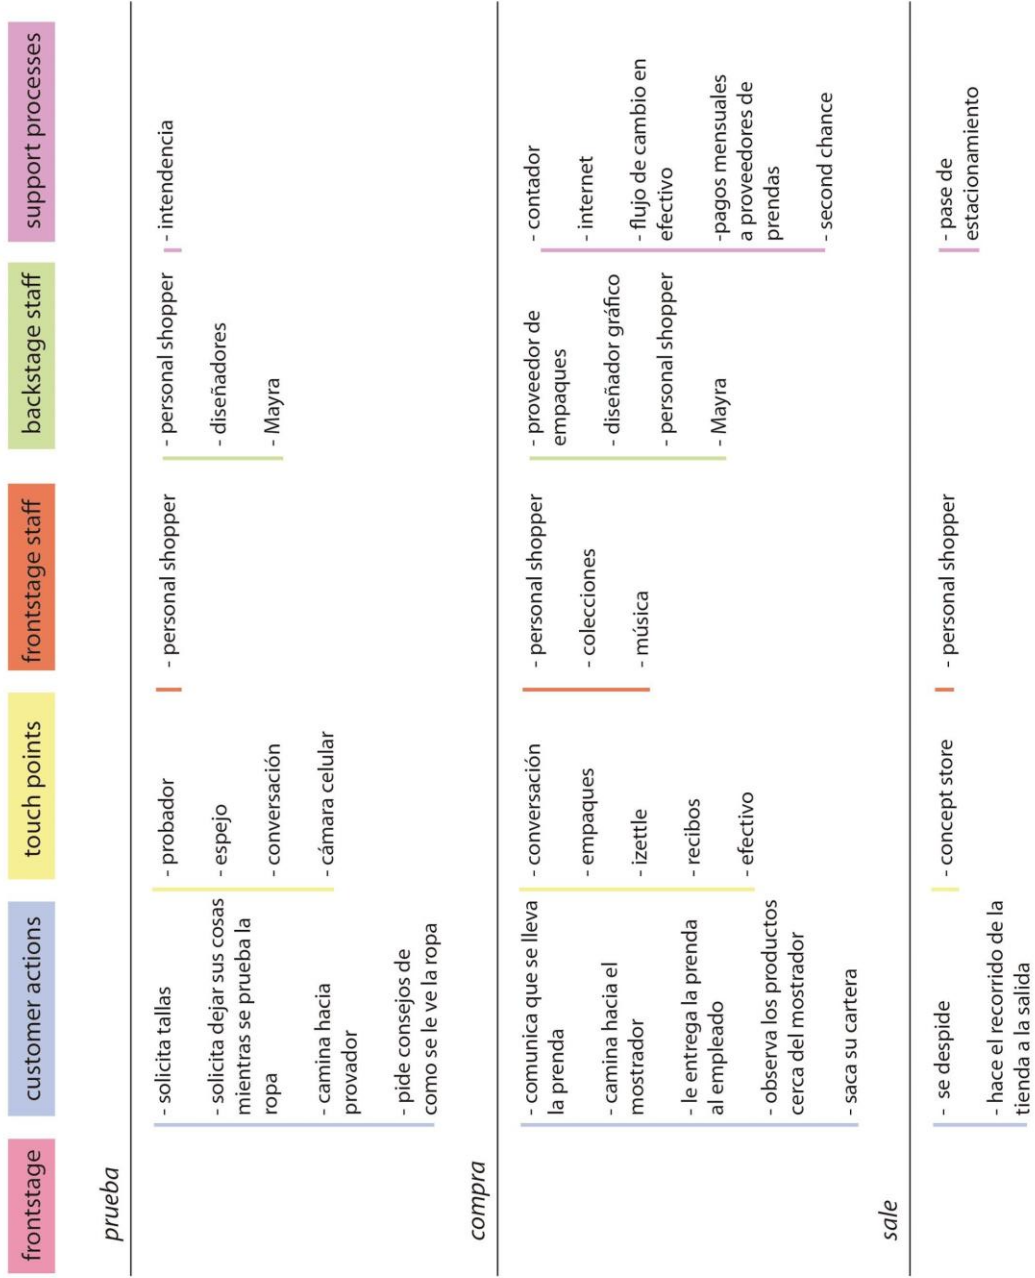 frontstage
customer actions
touch points
frontstage staff
backstage staff
support processes
prueba
- solicita tallas
- solicita dejar sus cosas
mientras se prueba la
ropa
- camina hacia
provador
- pide consejos de
como se le ve la ropa
- probador
- espejo
- conversación
- cámara celular
- personal shopper
- personal shopper
- diseñadores
- Mayra
- intendencia
compra
- comunica que se lleva
la prenda
- camina hacia el
mostrador
- le entrega la prenda
al empleado
- observa los productos
cerca del mostrador
- saca su cartera
- conversación
- empaques
- izettle
- recibos
- efectivo
- personal shopper
- colecciones
- música
- proveedor de
empaques
- diseñador gráfico
- personal shopper
- Mayra
- contador
- internet
- flujo de cambio en
efectivo
-pagos mensuales
a proveedores de
prendas
- second chance
sale
- se despide
- hace el recorrido de la
tienda a la salida
- concept store
- personal shopper
- pase de
estacionamiento